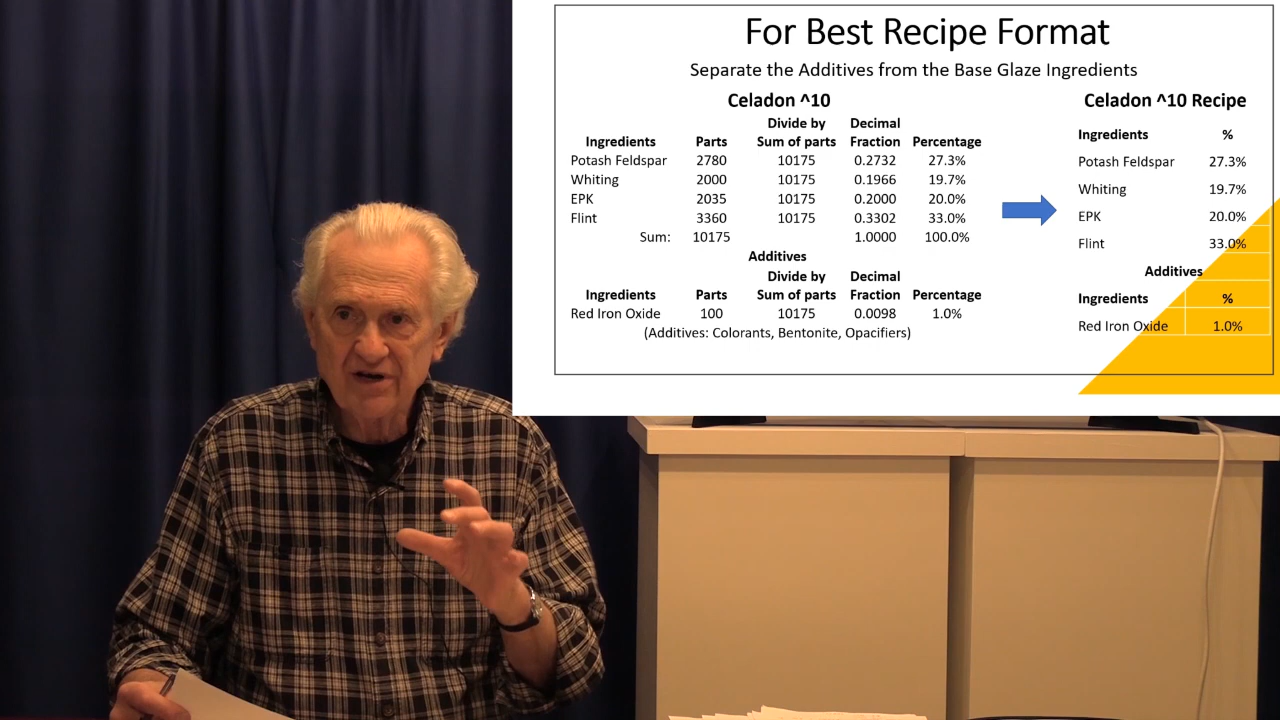 For Best Recipe Format
Separate the Additives from the Base Glaze Ingredients
Celadon ^10
Divide by Decimal
Ingredients Parts Sum of parts Fraction Percentage
Potash Feldspar 2780 10175 0.2732 27.3%
Whiting 2000 10175 0.1966 19.7%
EPK 2035 10175 0.2000 20.0%
Flint 3360 10175 0.3302 33.0%
Sum: 10175 1.0000 100.0%
Additives
Divide by Decimal
Ingredients Parts Sum of parts Fraction Percentage
Red Iron Oxide 100 10175 0.0098 1.0%
(Additives: Colorants, Bentonite, Opacifiers)
Celadon ^10 Recipe
Ingredients %
Potash Feldspar 27.3%
Whiting 19.7%
EPK 20.0%
Flint 33.0%
Additives
Ingredients %
Red Iron Oxide 1.0%